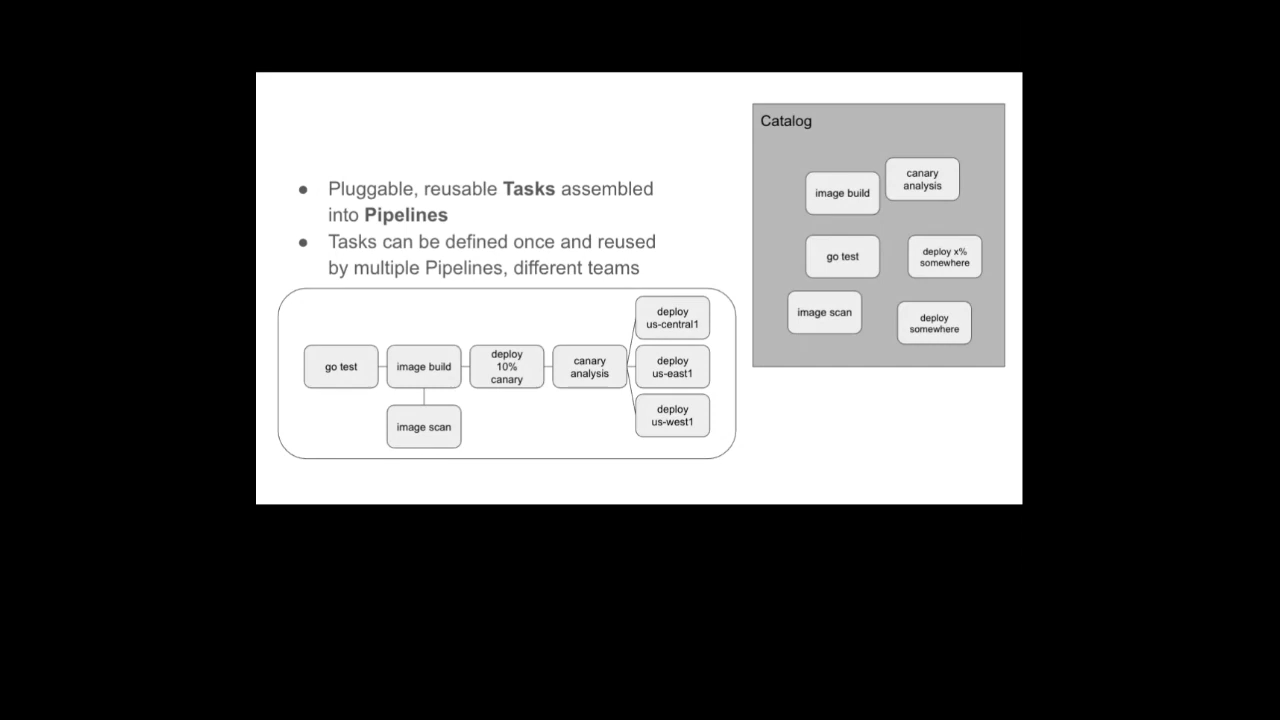 ● Pluggable, reusable Tasks assembled
into Pipelines
● Tasks can be defined once and reused
by multiple Pipelines, different teams
go test
image build
image scan
deploy
10%
canary
canary
analysis
deploy
us-central1
deploy
us-east1
deploy
us-west1
Catalog
image build
canary
analysis
go test
deploy x%
somewhere
image scan
deploy
somewhere